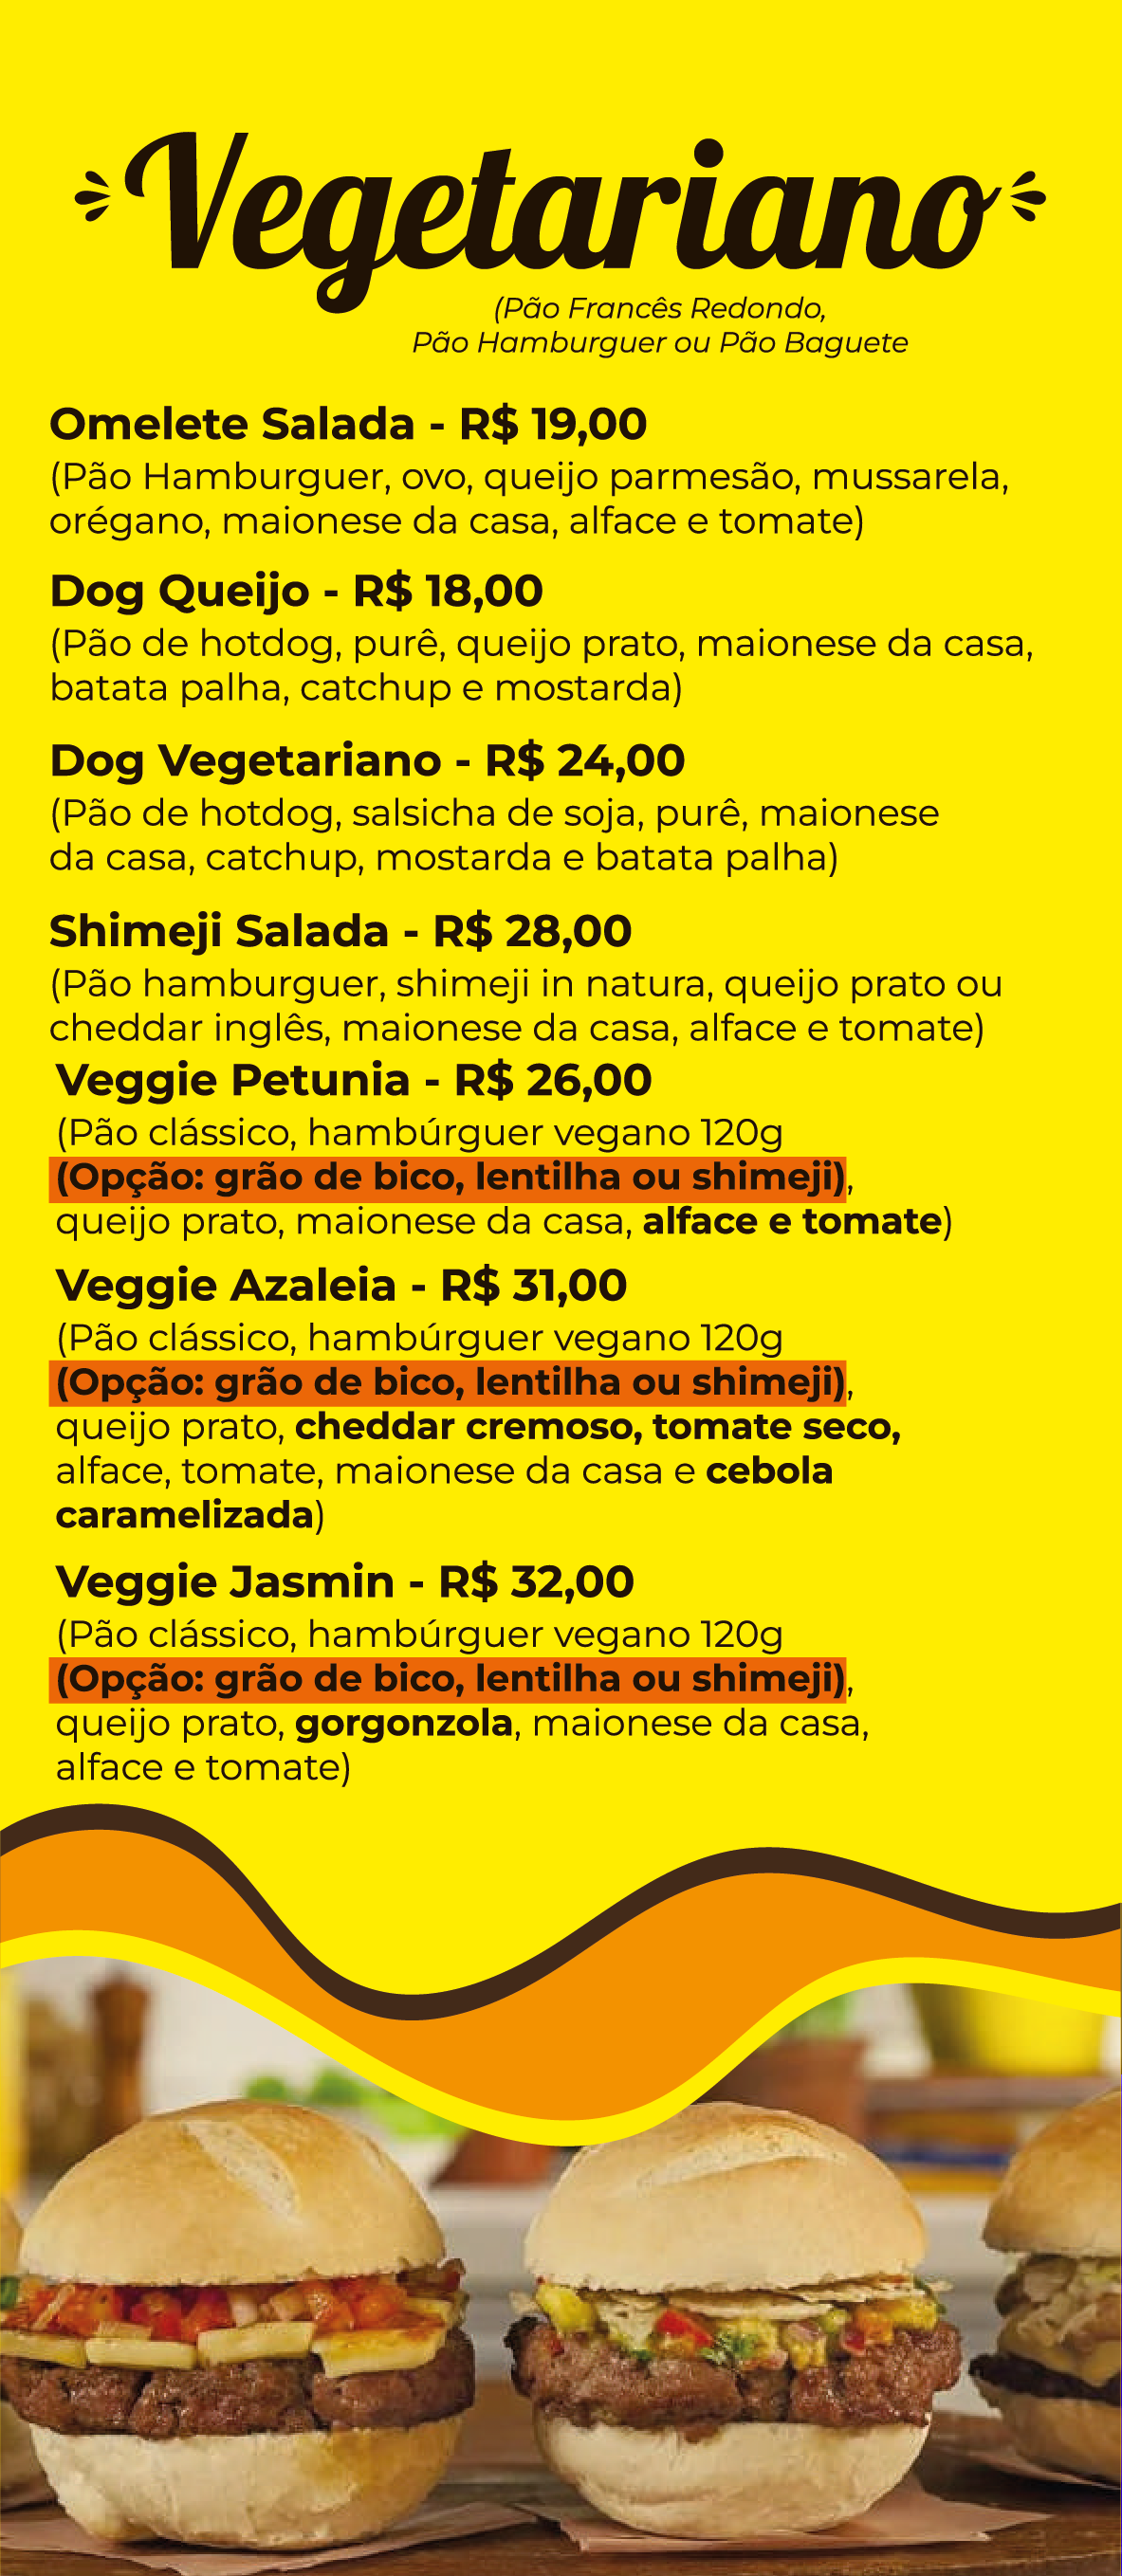 Vegetariano
(Pão Francês Redondo,
Pão Hamburguer ou Pão Baguete
Omelete Salada - R$ 19,00
(Pão Hamburguer, ovo, queijo parmesão, mussarela,
orégano, maionese da casa, alface e tomate)
Dog Queijo - R$ 18,00
(Pão de hotdog, purê, queijo prato, maionese da casa,
batata palha, catchup e mostarda)
Dog Vegetariano - R$ 24,00
(Pão de hotdog, salsicha de soja, purê, maionese
da casa, catchup, mostarda e batata palha)
Shimeji Salada - R$ 28,00
(Pão hamburguer, shimeji in natura, queijo prato ou
cheddar inglês, maionese da casa, alface e tomate)
Veggie Petunia - R$ 26,00
(Pão clássico, hambúrguer vegano 120g
(Opção: grão de bico, lentilha ou shimeji),
queijo prato, maionese da casa, alface e tomate)
Veggie Azaleia - R$ 31,00
(Pão clássico, hambúrguer vegano 120g
(Opção: grão de bico, lentilha ou shimeji),
queijo prato, cheddar cremoso, tomate seco,
alface, tomate, maionese da casa e cebola
caramelizada)
Veggie Jasmin - R$ 32,00
(Pão clássico, hambúrguer vegano 120g
(Opção: grão de bico, lentilha ou shimeji),
queijo prato, gorgonzola, maionese da casa,
alface e tomate)